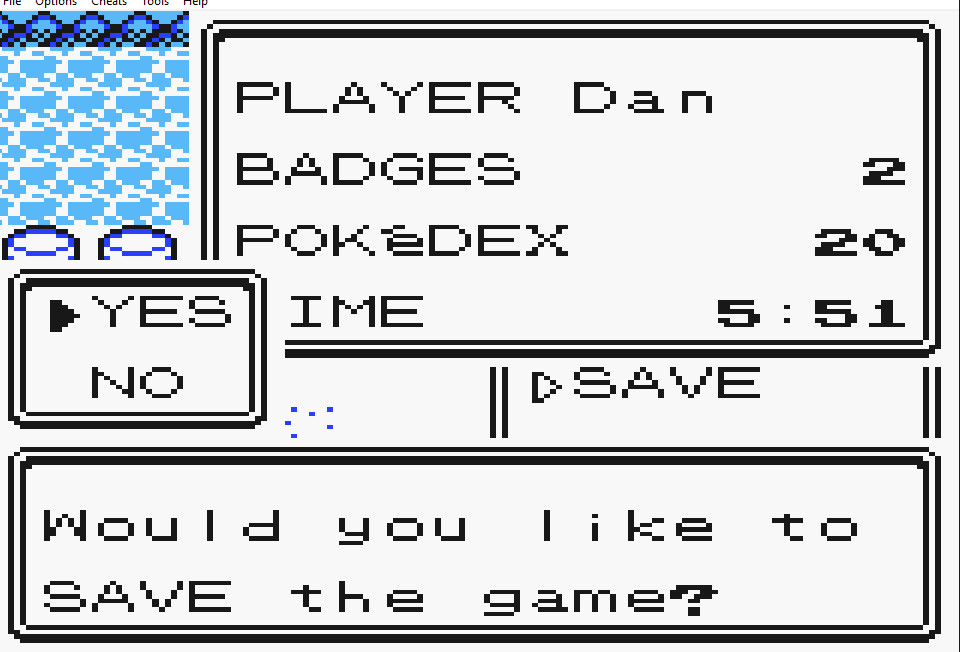 File Options Cheats Tools Help
PLAYER Dan
BADGES 2
POKéDEX 20
IME 5:51
▶YES
NO
▷SAVE
Would you like to
SAVE the game?